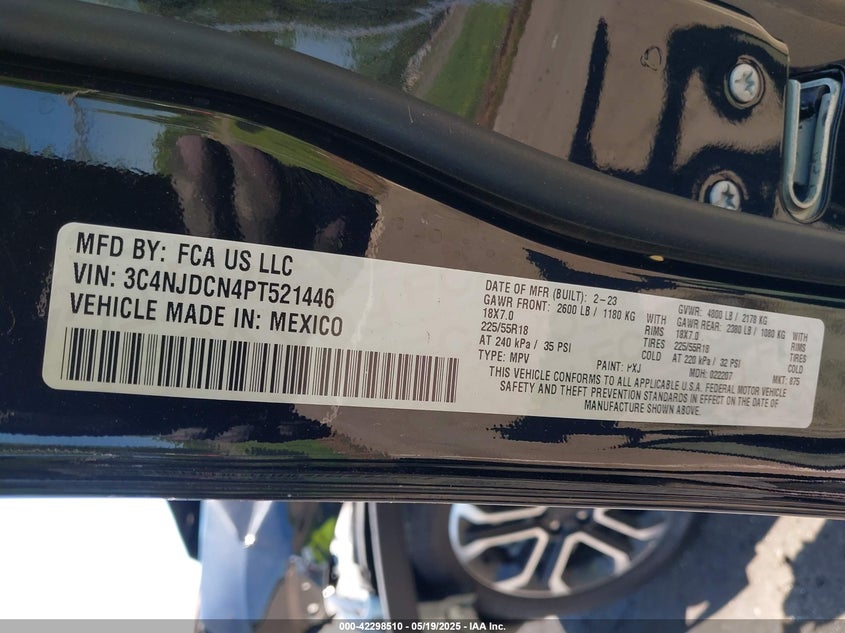 MFD BY: FCA US LLC
VIN: 3C4NJDCN4PT521446
VEHICLE MADE IN: MEXICO
DATE OF MFR (BUILT): 2-23 GVWR: 4800 LB / 2178 KG
GAWR FRONT: 2600 LB / 1180 KG WITH GAWR REAR: 2380 LB / 1080 KG WITH
18X7.0 RIMS 18X7.0 RIMS
225/55R18 TIRES 225/55R18 TIRES
AT 240 kPa / 35 PSI COLD AT 220 kPa / 32 PSI COLD
TYPE: MPV PAINT: PXJ MDH: 022207 MKT: 875
THIS VEHICLE CONFORMS TO ALL APPLICABLE U.S.A. FEDERAL MOTOR VEHICLE
SAFETY AND THEFT PREVENTION STANDARDS IN EFFECT ON THE DATE OF
MANUFACTURE SHOWN ABOVE.
000-42298510 - 05/19/2025 - IAA Inc.